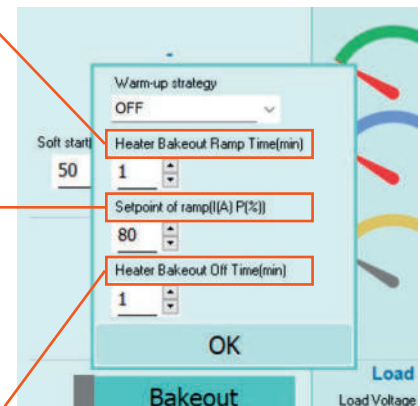 -
Warm-up strategy
OFF
Heater Bakeout Ramp Time(min)
Soft start(
50
1
Setpoint of ramp(I(A) P(%))
80
Heater Bakeout Off Time(min)
1
OK
Bakeout
Load
Load Voltage